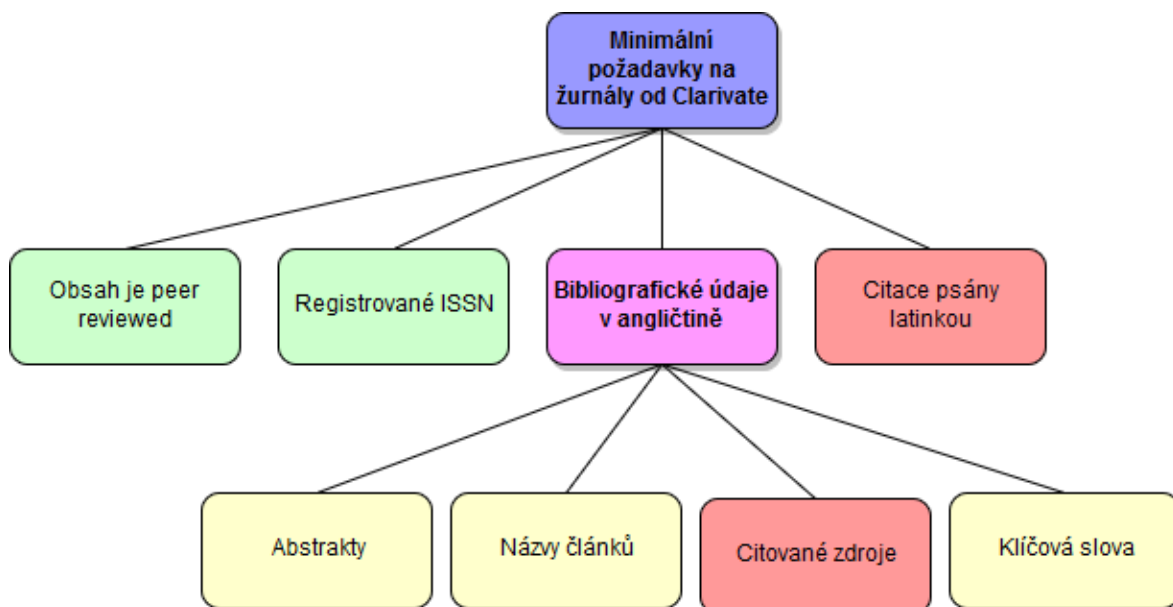 Minimální
požadavky na
žurnály od Clarivate
Obsah je peer
reviewed
Registrované ISSN
Bibliografické údaje
v angličtině
Citace psány
latinkou
Abstrakty
Názvy článků
Citované zdroje
Klíčová slova